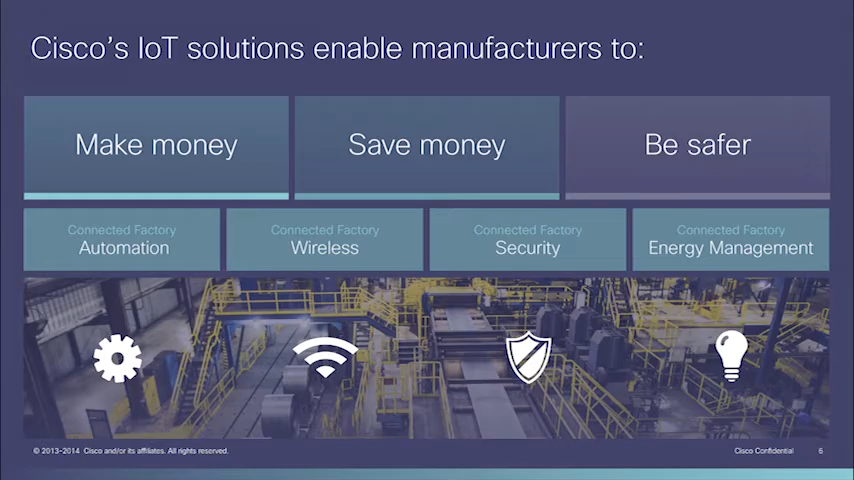 Cisco's IoT solutions enable manufacturers to:
Make money
Save money
Be safer
Connected Factory
Automation
Connected Factory
Wireless
Connected Factory
Security
Connected Factory
Energy Management
© 2013-2014 Cisco and/or its affiliates. All rights reserved.
Cisco Confidential
6